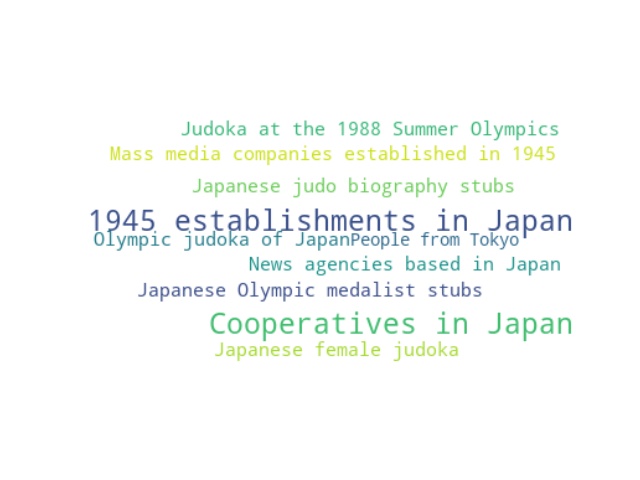 Judoka at the 1988 Summer Olympics
Mass media companies established in 1945
Japanese judo biography stubs
1945 establishments in Japan
Olympic judoka of Japan
People from Tokyo
News agencies based in Japan
Japanese Olympic medalist stubs
Cooperatives in Japan
Japanese female judoka